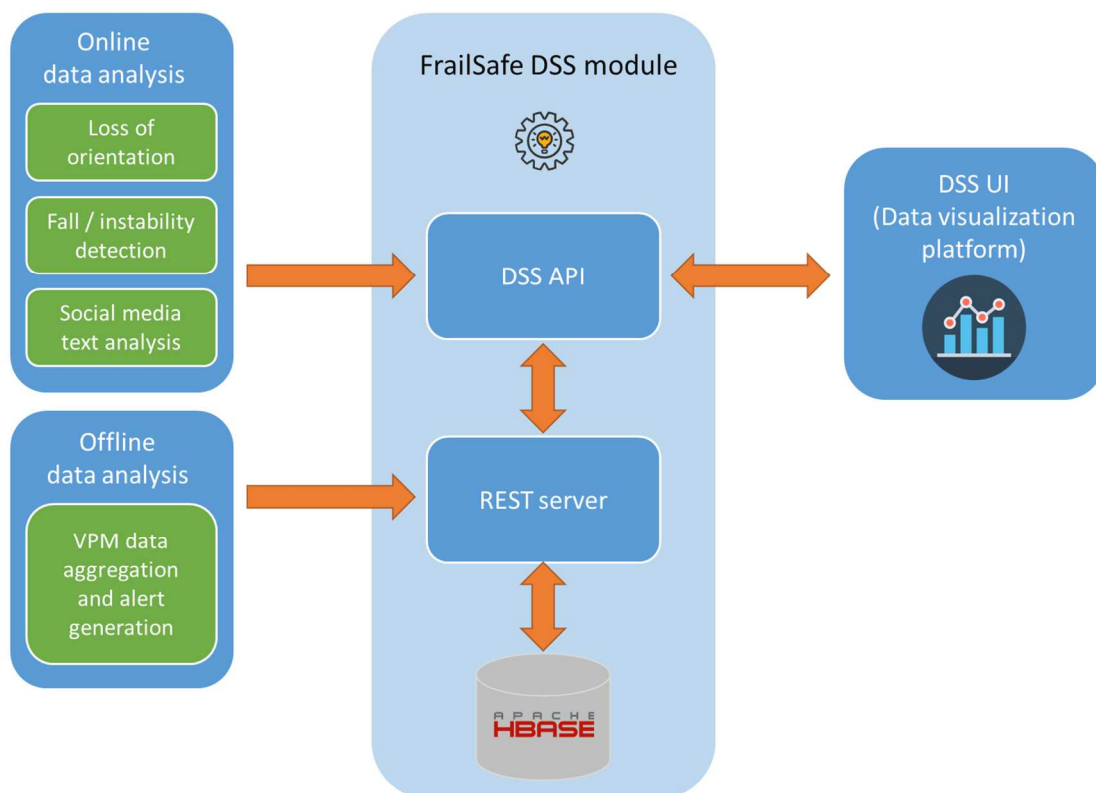 Online
data analysis
Loss of
orientation
Fall / instability
detection
Social media
text analysis
Offline
data analysis
VPM data
aggregation
and alert
generation
FrailSafe DSS module
DSS API
REST server
APACHE
HBASE
DSS UI
(Data visualization
platform)